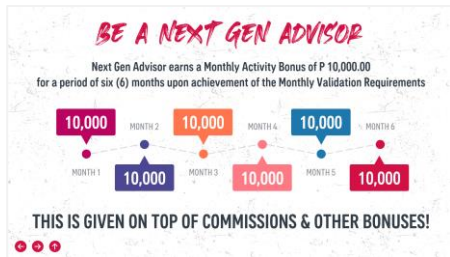 BE A NEXT GEN ADVISOR
Next Gen Advisor earns a Monthly Activity Bonus of P 10,000.00
for a period of six (6) months upon achievement of the Monthly Validation Requirements
10,000
MONTH 2
10,000
MONTH 4
10,000
MONTH 6
MONTH 1
10,000
MONTH 3
10,000
MONTH 5
10,000
THIS IS GIVEN ON TOP OF COMMISSIONS & OTHER BONUSES!